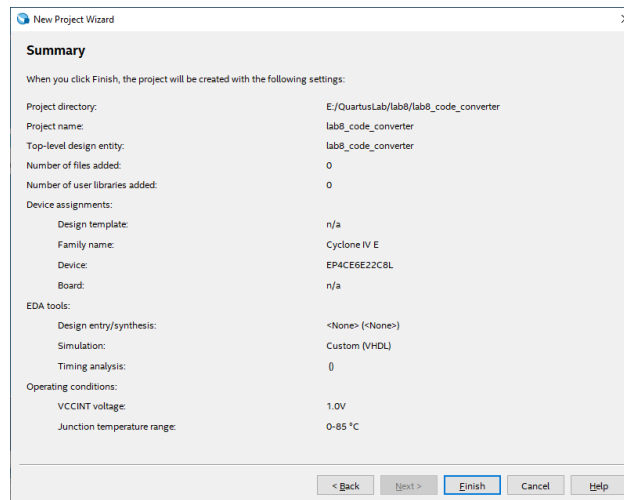 New Project Wizard
Summary
When you click Finish, the project will be created with the following settings:
Project directory: E:/QuartusLab/lab8/lab8_code_converter
Project name: lab8_code_converter
Top-level design entity: lab8_code_converter
Number of files added: 0
Number of user libraries added: 0
Device assignments:
Design template: n/a
Family name: Cyclone IV E
Device: EP4CE6E22C8L
Board: n/a
EDA tools:
Design entry/synthesis: <None> (<None>)
Simulation: Custom (VHDL)
Timing analysis: ()
Operating conditions:
VCCINT voltage: 1.0V
Junction temperature range: 0-85 °C
< Back Next > Finish Cancel Help